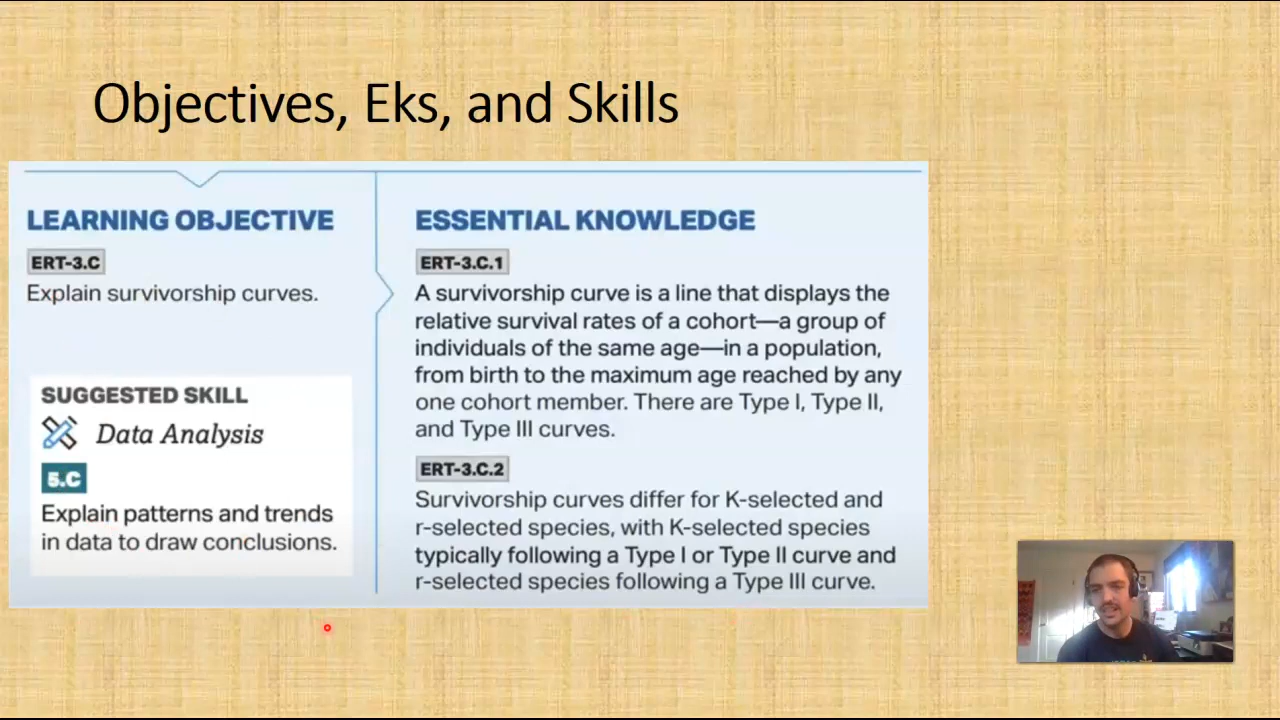 Objectives, Eks, and Skills
LEARNING OBJECTIVE
ERT-3.C
Explain survivorship curves.
SUGGESTED SKILL
Data Analysis
5.C
Explain patterns and trends
in data to draw conclusions.
ESSENTIAL KNOWLEDGE
ERT-3.C.1
A survivorship curve is a line that displays the
relative survival rates of a cohort—a group of
individuals of the same age—in a population,
from birth to the maximum age reached by any
one cohort member. There are Type I, Type II,
and Type III curves.
ERT-3.C.2
Survivorship curves differ for K-selected and
r-selected species, with K-selected species
typically following a Type I or Type II curve and
r-selected species following a Type III curve.